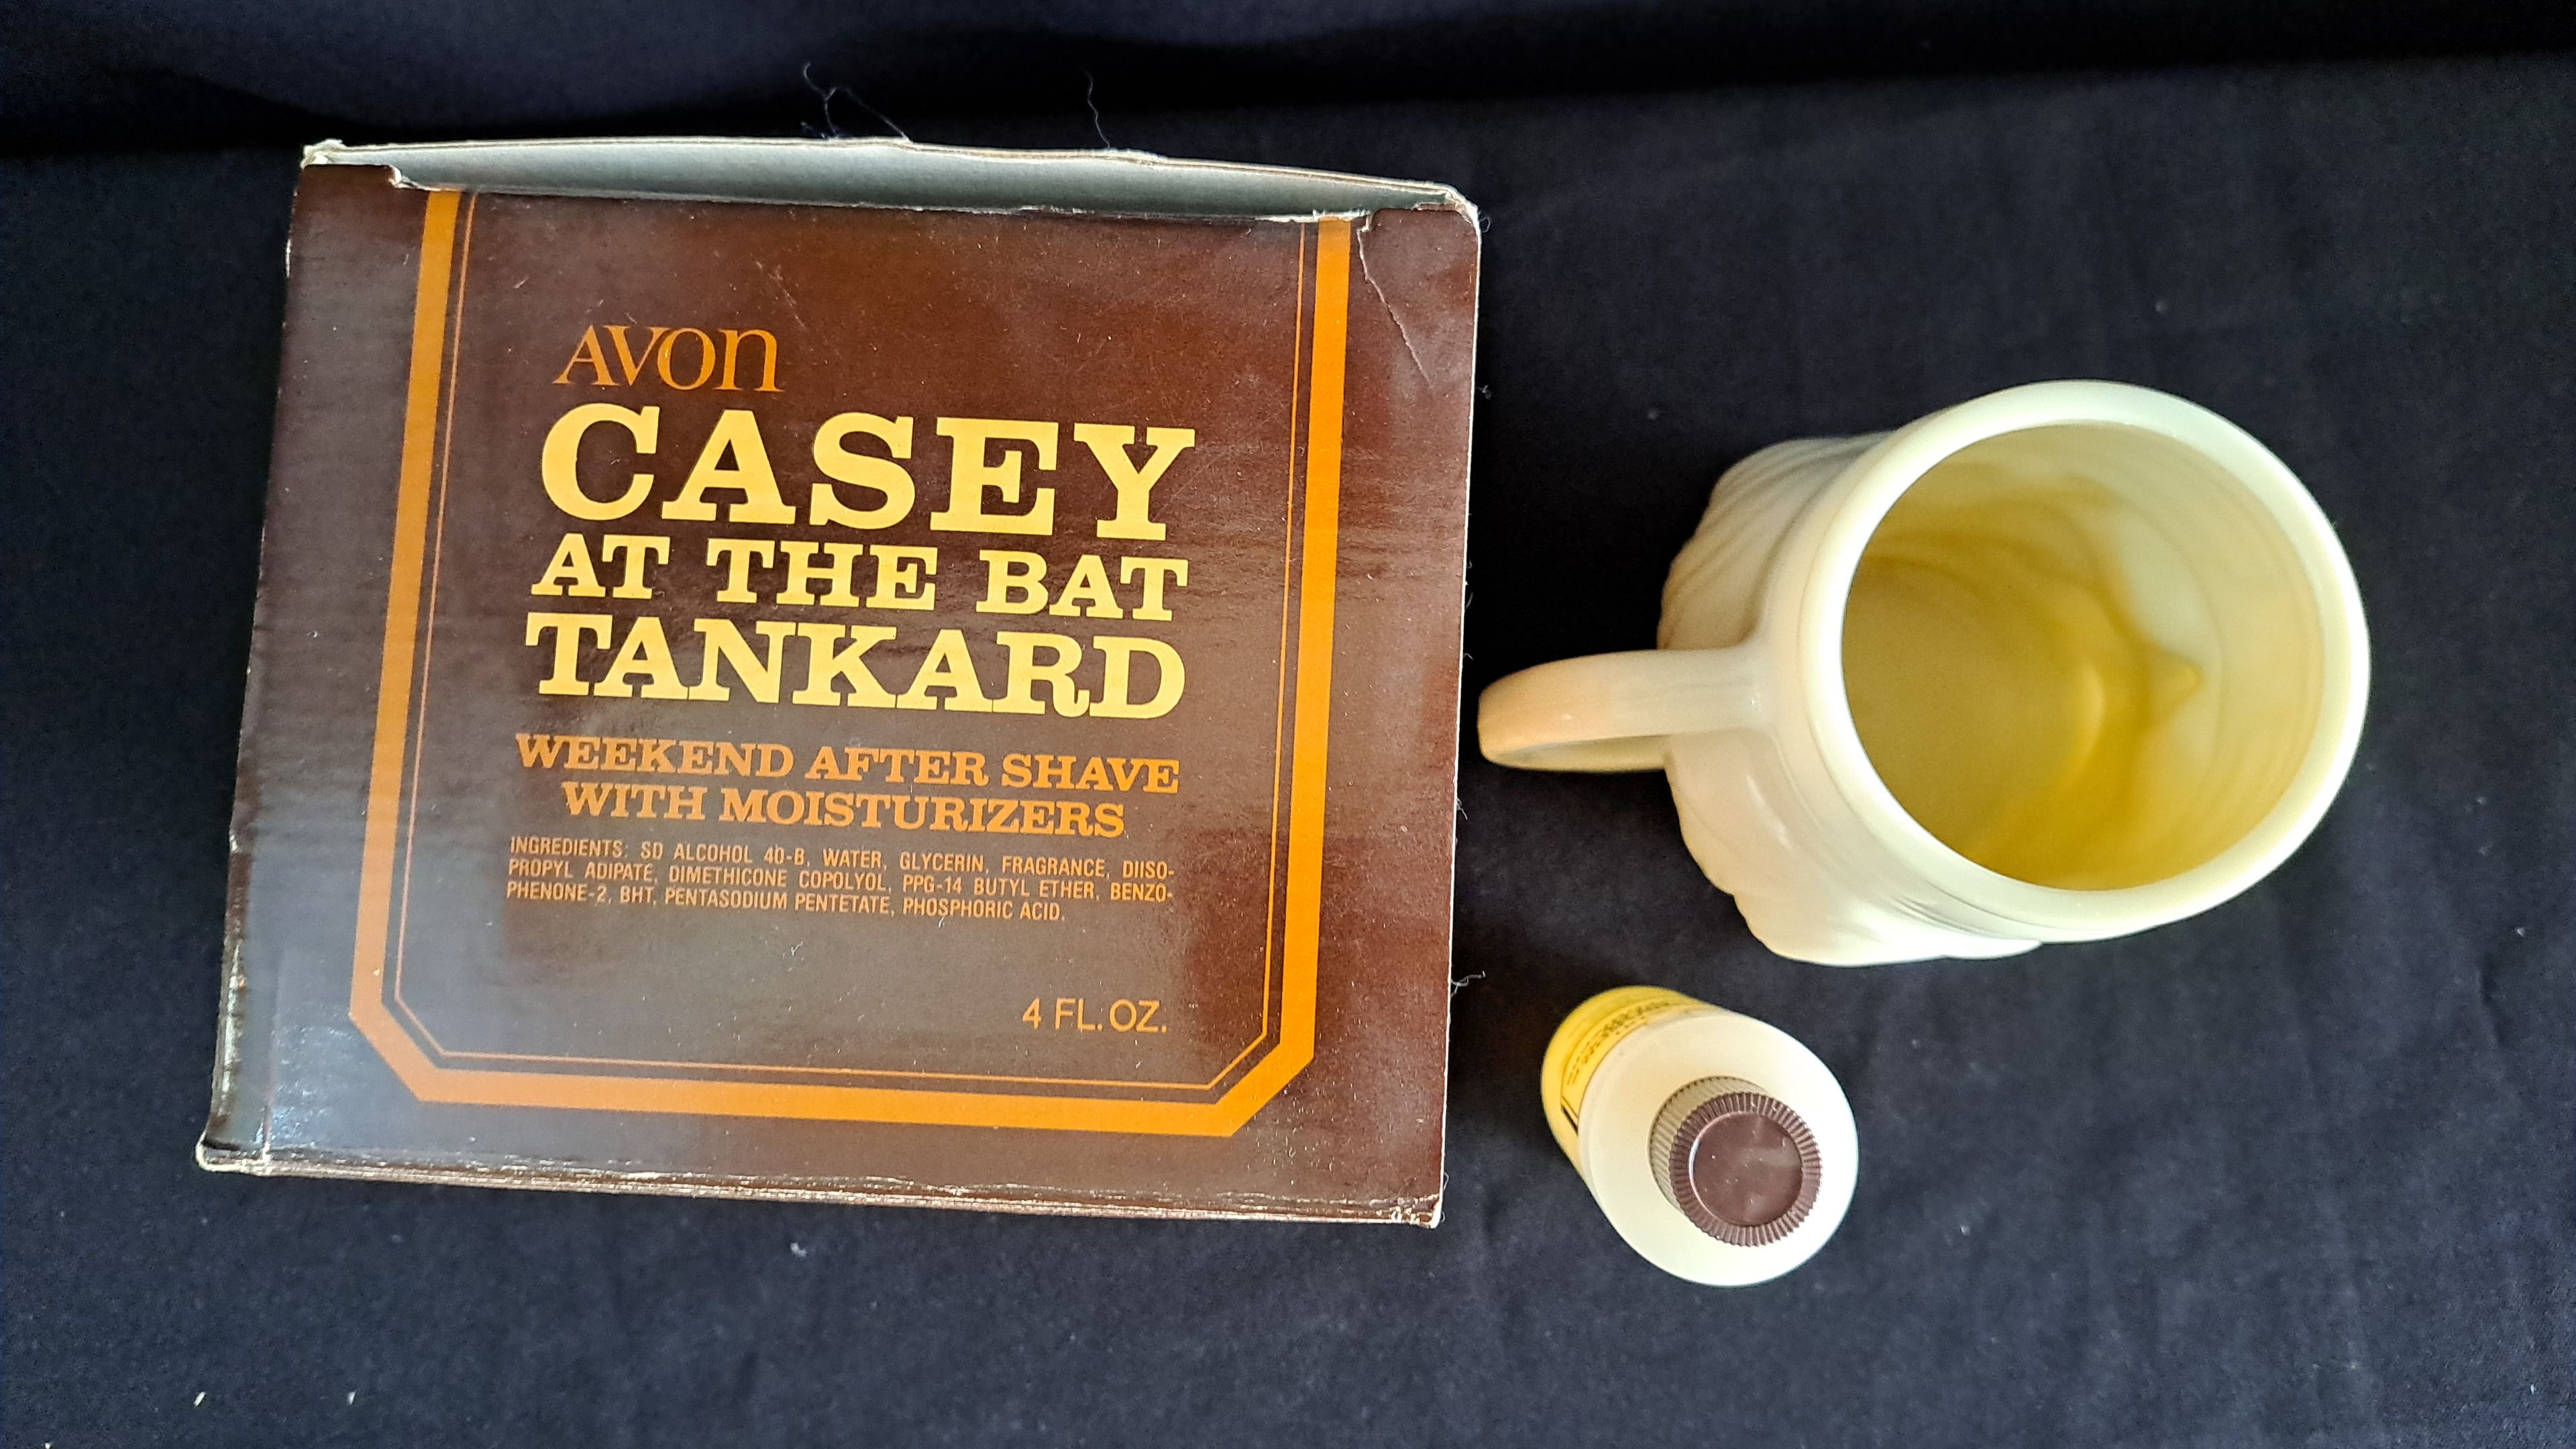 AVON
CASEY
AT THE BAT
TANKARD
WEEKEND AFTER SHAVE
WITH MOISTURIZERS
INGREDIENTS: SD ALCOHOL 40-B, WATER, GLYCERIN, FRAGRANCE, DIISO-
PROPYL ADIPATE, DIMETHICONE COPOLYOL, PPG-14 BUTYL ETHER, BENZO-
PHENONE-2, BHT, PENTASODIUM PENTETATE, PHOSPHORIC ACID.
4 FL. OZ.